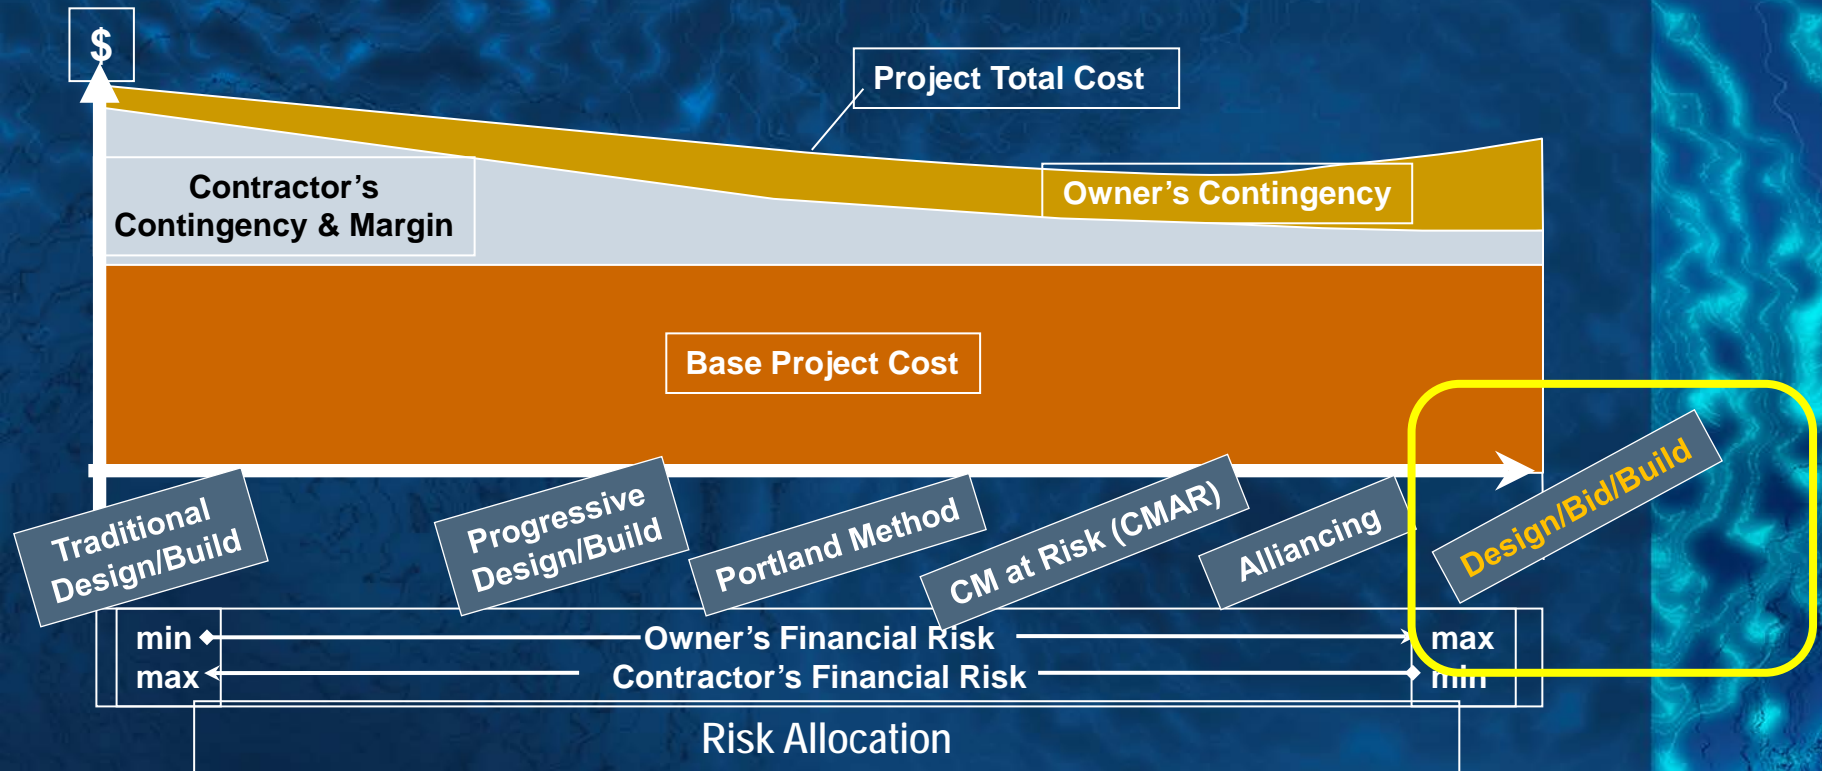 $
Project Total Cost
Contractor's
Contingency & Margin
Owner's Contingency
Base Project Cost
Traditional
Design/Build
Progressive
Design/Build
Portland Method
CM at Risk (CMAR)
Alliancing
Design/Bid/Build
min Owner's Financial Risk max
max Contractor's Financial Risk min
Risk Allocation